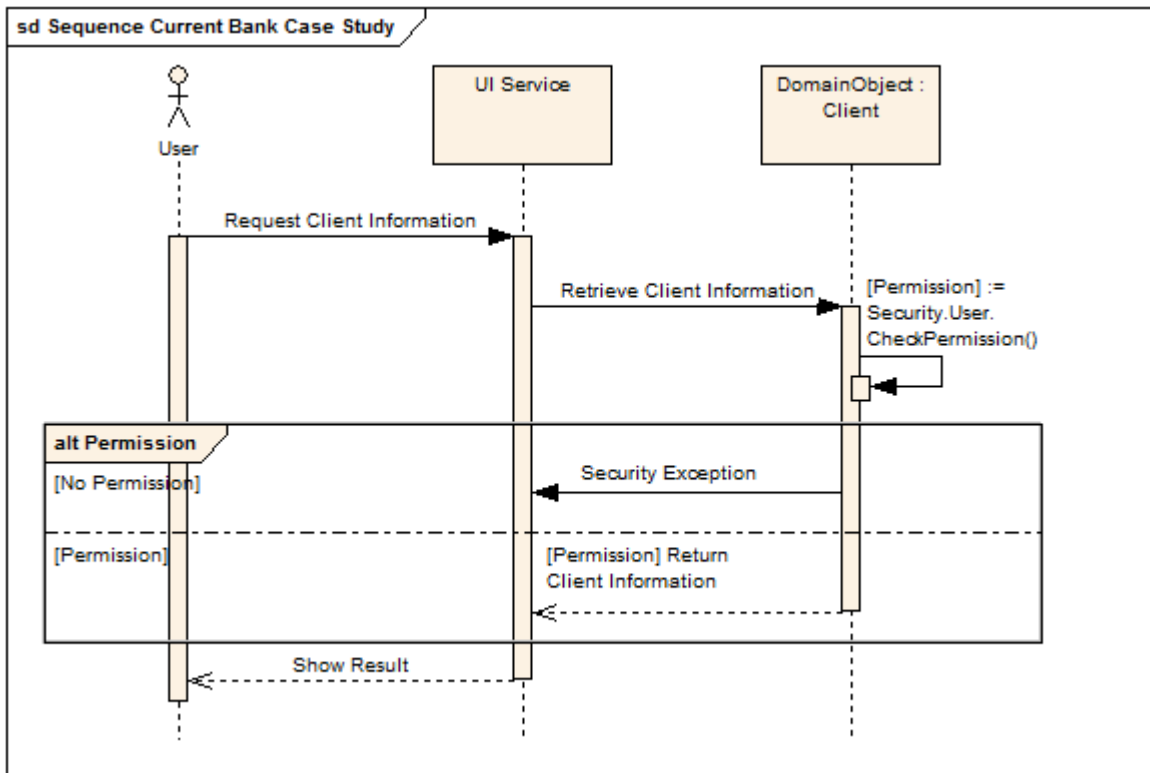 sd Sequence Current Bank Case Study
UI Service
DomainObject :
Client
User
Request Client Information
Retrieve Client Information
[Permission] :=
Security.User.
CheckPermission()
alt Permission
[No Permission]
Security Exception
[Permission]
[Permission] Return
Client Information
Show Result